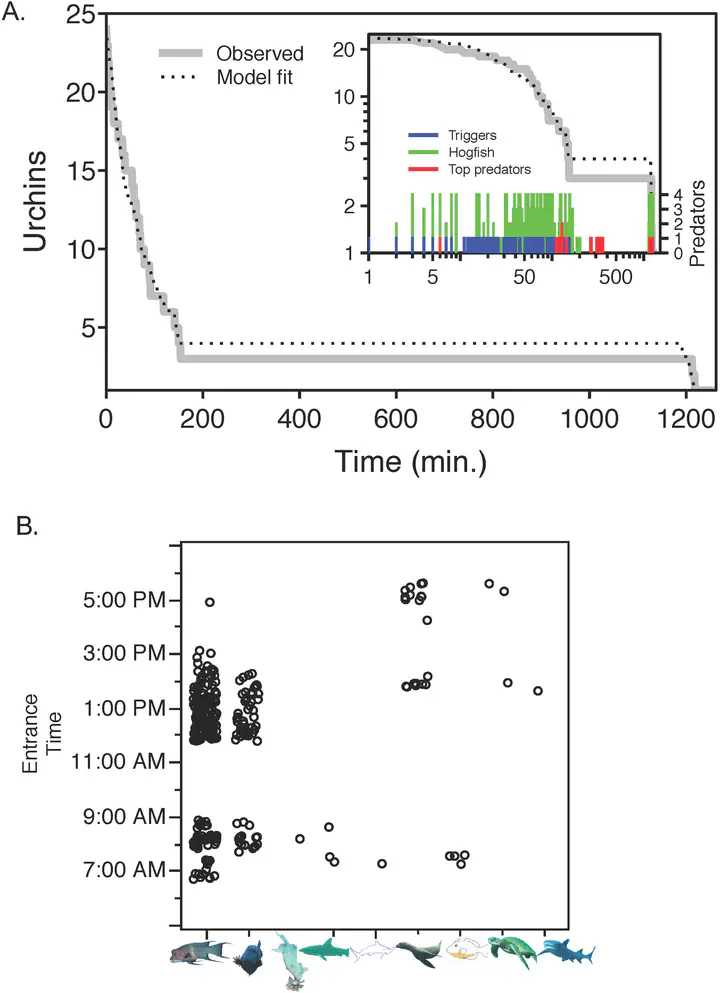 A.
25
20
15
10
5
Urchins
Observed
Model fit
20
10
5
2
1
Triggers
Hogfish
Top predators
4
3
2
1
0
Predators
1 5 50 500
0 200 400 600 800 1000 1200
Time (min.)
B.
5:00 PM
3:00 PM
1:00 PM
11:00 AM
9:00 AM
7:00 AM
Entrance
Time